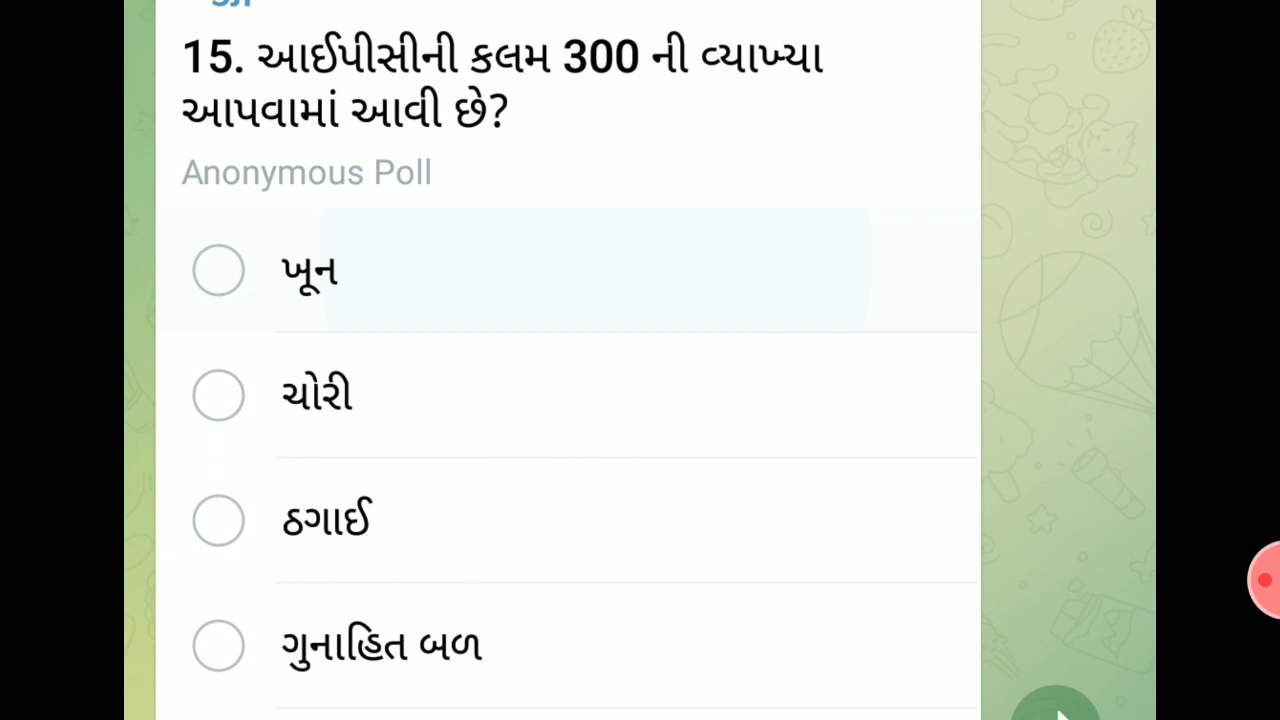 15. આઈપીસીની કલમ 300 ની વ્યાખ્યા
આપવામાં આવી છે?
Anonymous Poll
ખૂન
ચોરી
ઠગાઈ
ગુનાહિત બળ